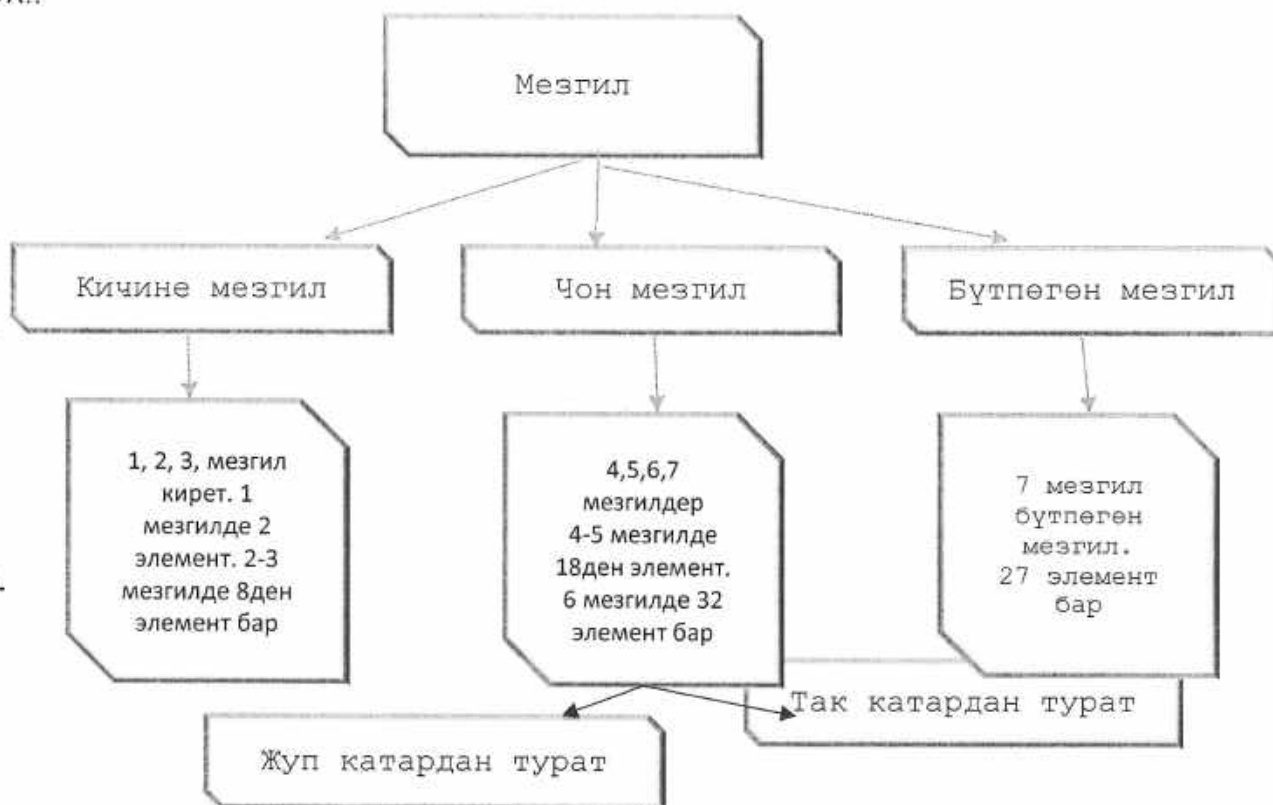 Мезгил
Кичине мезгил
Чон мезгил
Бүтпөгөн мезгил
1, 2, 3, мезгил
кирет. 1
мезгилде 2
элемент. 2-3
мезгилде 8ден
элемент бар
4,5,6,7
мезгилдер
4-5 мезгилде
18ден элемент.
6 мезгилде 32
элемент бар
7 мезгил
бүтпөгөн
мезгил.
27 элемент
бар
Так катардан турат
Жуп катардан турат